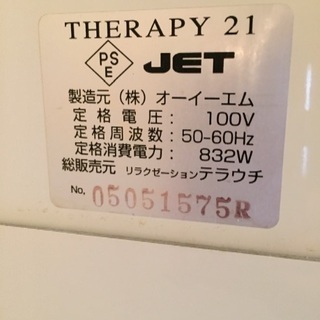 THERAPY 21
PS
E
JET
製造元（株）オーイーエム
定格電圧： 100V
定格周波数：50-60Hz
定格消費電力： 832W
総販売元 リラクゼーションテラウチ
No. 05051575R